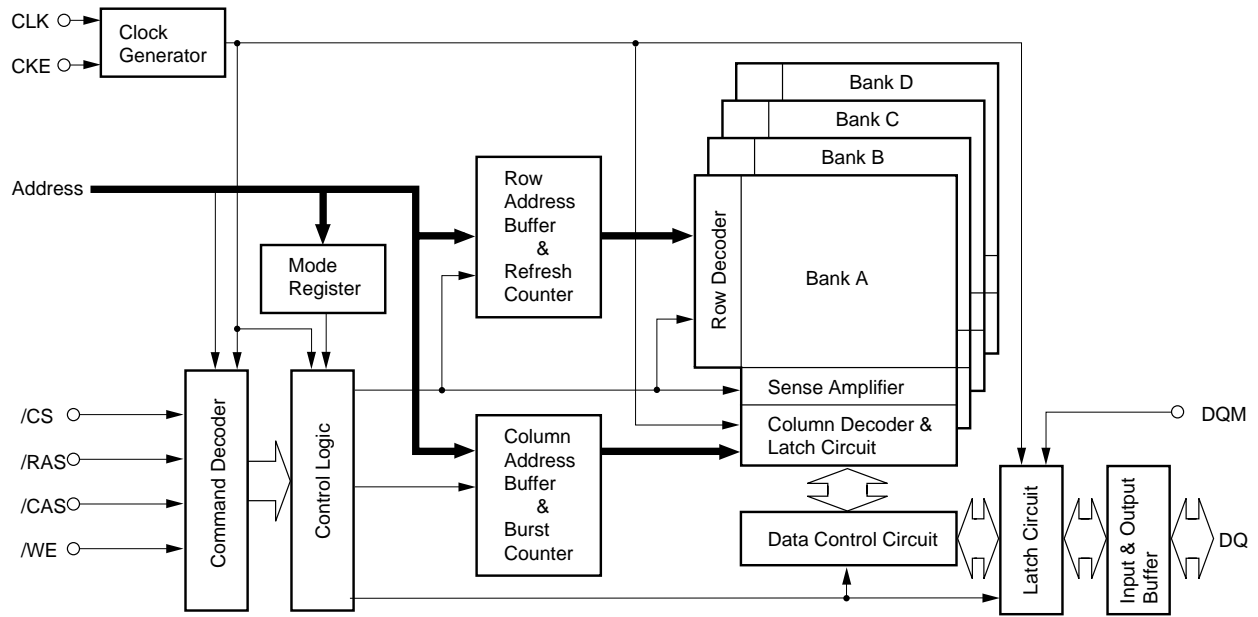 CLK
CKE
Clock
Generator
Bank D
Bank C
Bank B
Address
Row
Address
Buffer
&
Refresh
Counter
Row Decoder
Bank A
Mode
Register
Sense Amplifier
Column Decoder &
Latch Circuit
/CS
/RAS
/CAS
/WE
Command Decoder
Control Logic
Column
Address
Buffer
&
Burst
Counter
Data Control Circuit
DQM
Latch Circuit
Input & Output
Buffer
DQ